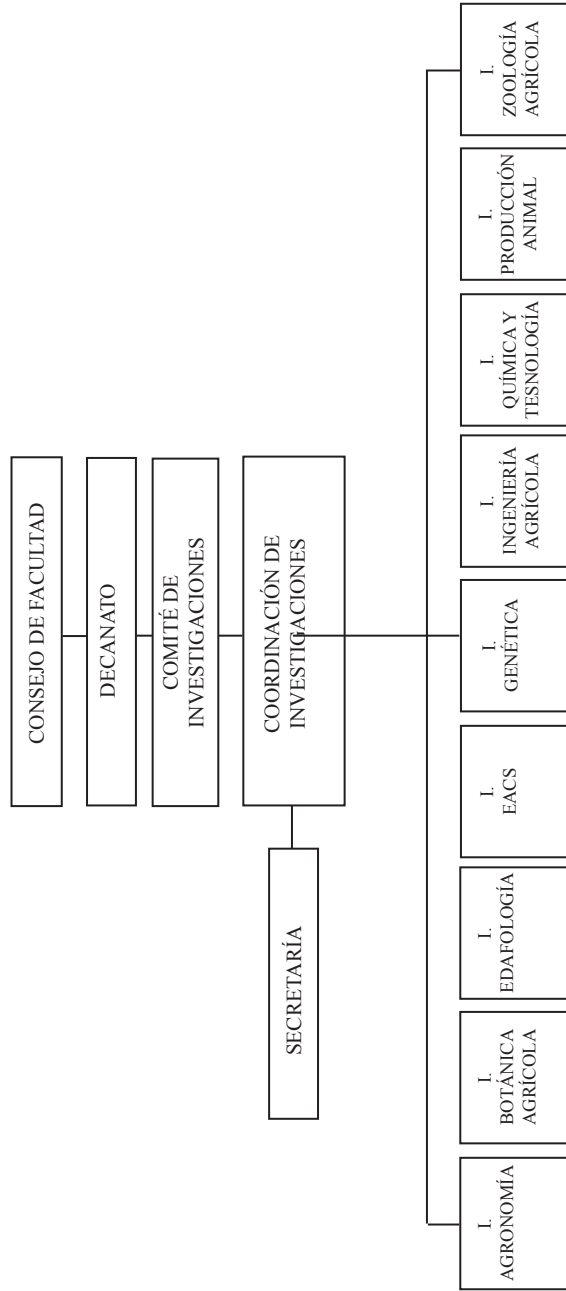 CONSEJO DE FACULTAD
DECANATO
COMITÉ DE
INVESTIGACIONES
COORDINACIÓN DE
INVESTIGACIONES
SECRETARÍA
I.
AGRONOMÍA
I.
BOTÁNICA
AGRÍCOLA
I.
EDAFOLOGÍA
I.
EACS
I.
GENÉTICA
I.
INGENIERÍA
AGRÍCOLA
I.
QUÍMICA Y
TESNOLOGÍA
I.
PRODUCCIÓN
ANIMAL
I.
ZOOLOGÍA
AGRÍCOLA